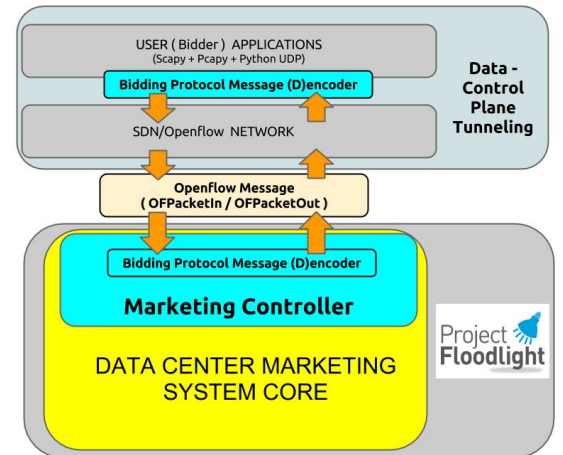 USER ( Bidder )  APPLICATIONS
(Scapy + Pcapy + Python UDP)
Bidding Protocol Message (D)encoder
Data -
Control
Plane
Tunneling
SDN/Openflow  NETWORK
Openflow Message
( OFPacketIn / OFPacketOut )
Bidding Protocol Message (D)encoder
Marketing Controller
Project
Floodlight
DATA CENTER MARKETING
SYSTEM CORE